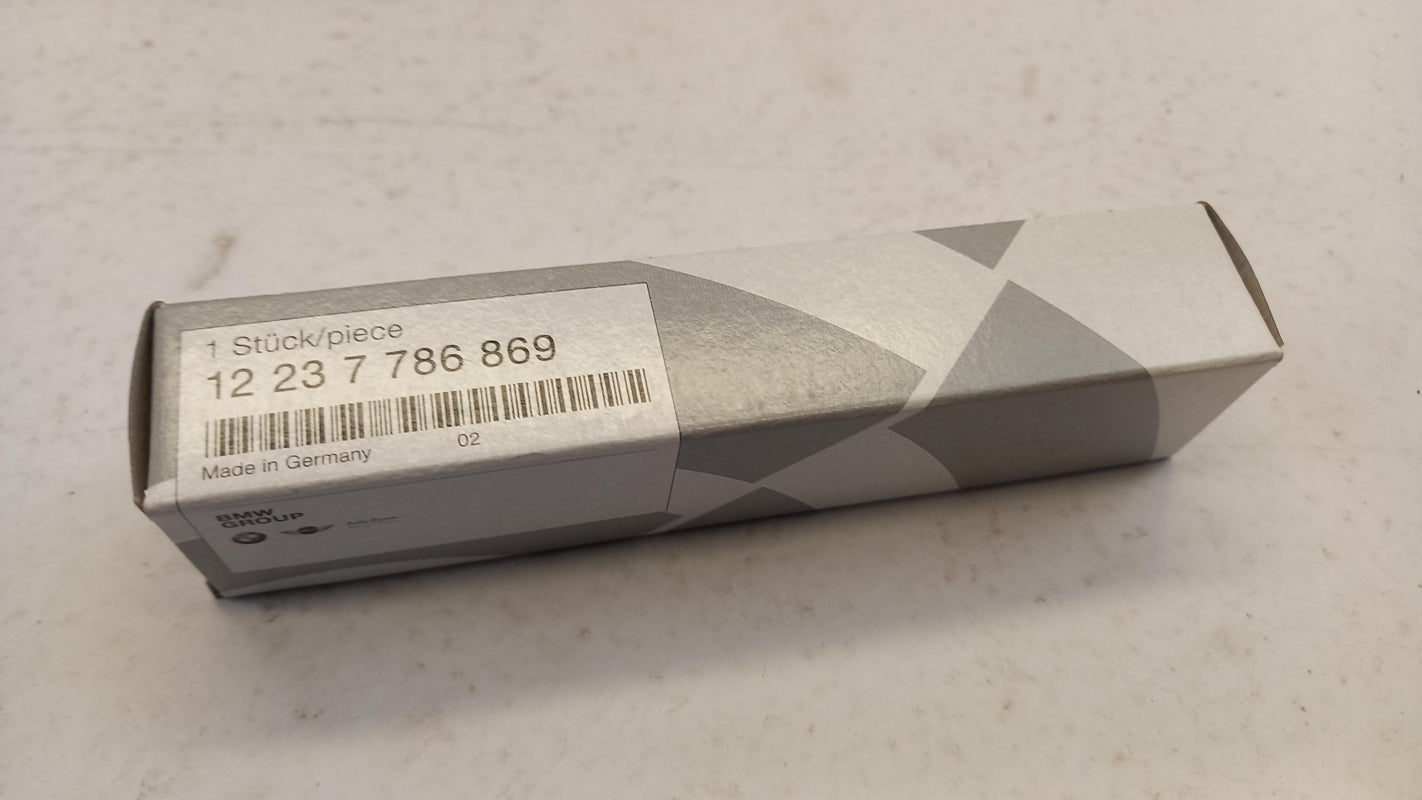 1 Stück/piece
12 23 7 786 869
02
Made in Germany
BMW
GROUP